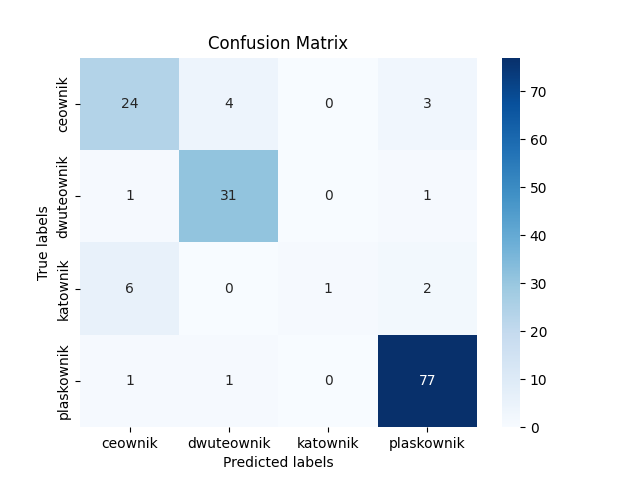 Confusion Matrix
True labels
ceownik
24 4 0 3
dwuteownik
1 31 0 1
katownik
6 0 1 2
plaskownik
1 1 0 77
ceownik dwuteownik katownik plaskownik
Predicted labels
70
60
50
40
30
20
10
0